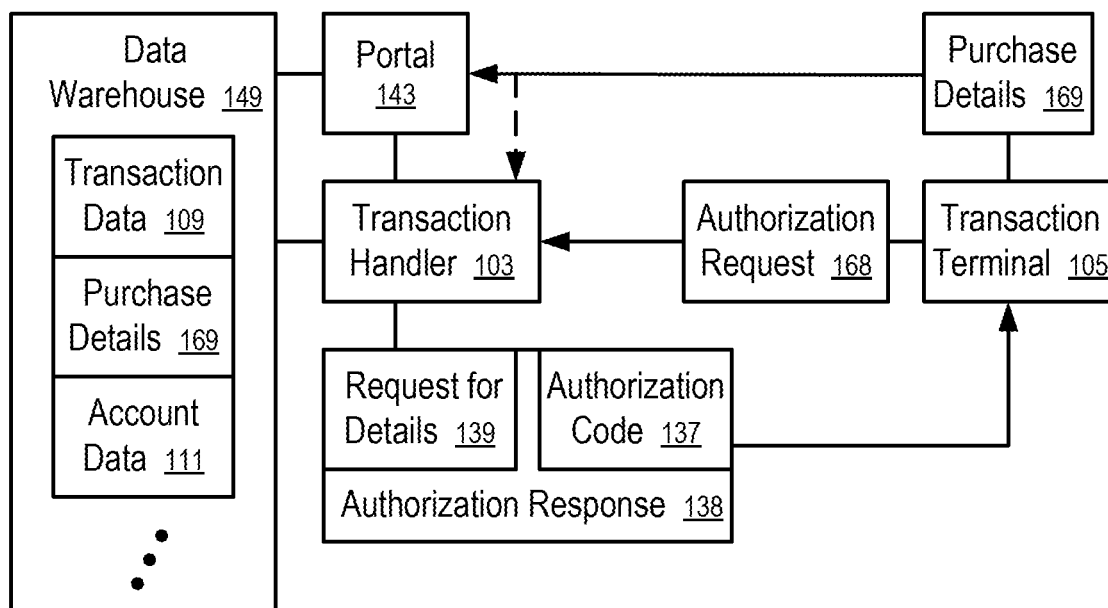 Data
Warehouse 149
Transaction
Data 109
Purchase
Details 169
Account
Data 111
Portal
143
Transaction
Handler 103
Request for
Details 139
Authorization
Code 137
Authorization Response 138
Authorization
Request 168
Purchase
Details 169
Transaction
Terminal 105